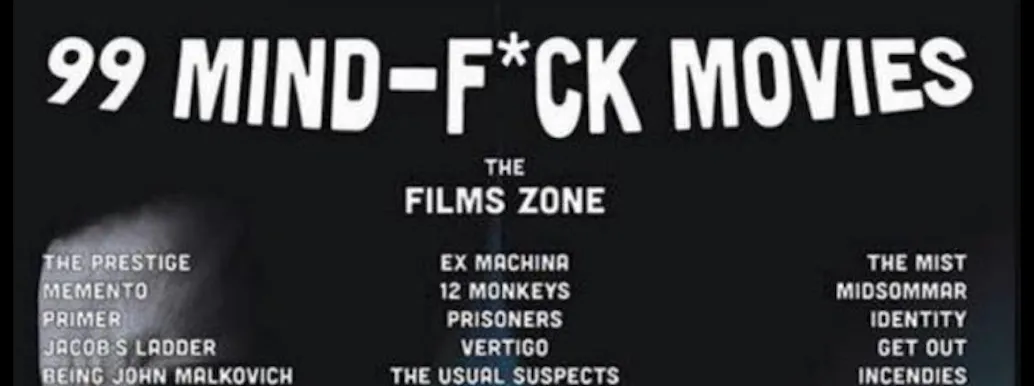 99 MIND-F*CK MOVIES
THE
FILMS ZONE
THE PRESTIGE
MEMENTO
PRIMER
JACOB'S LADDER
BEING JOHN MALKOVICH
EX MACHINA
12 MONKEYS
PRISONERS
VERTIGO
THE USUAL SUSPECTS
THE MIST
MIDSOMMAR
IDENTITY
GET OUT
INCENDIES